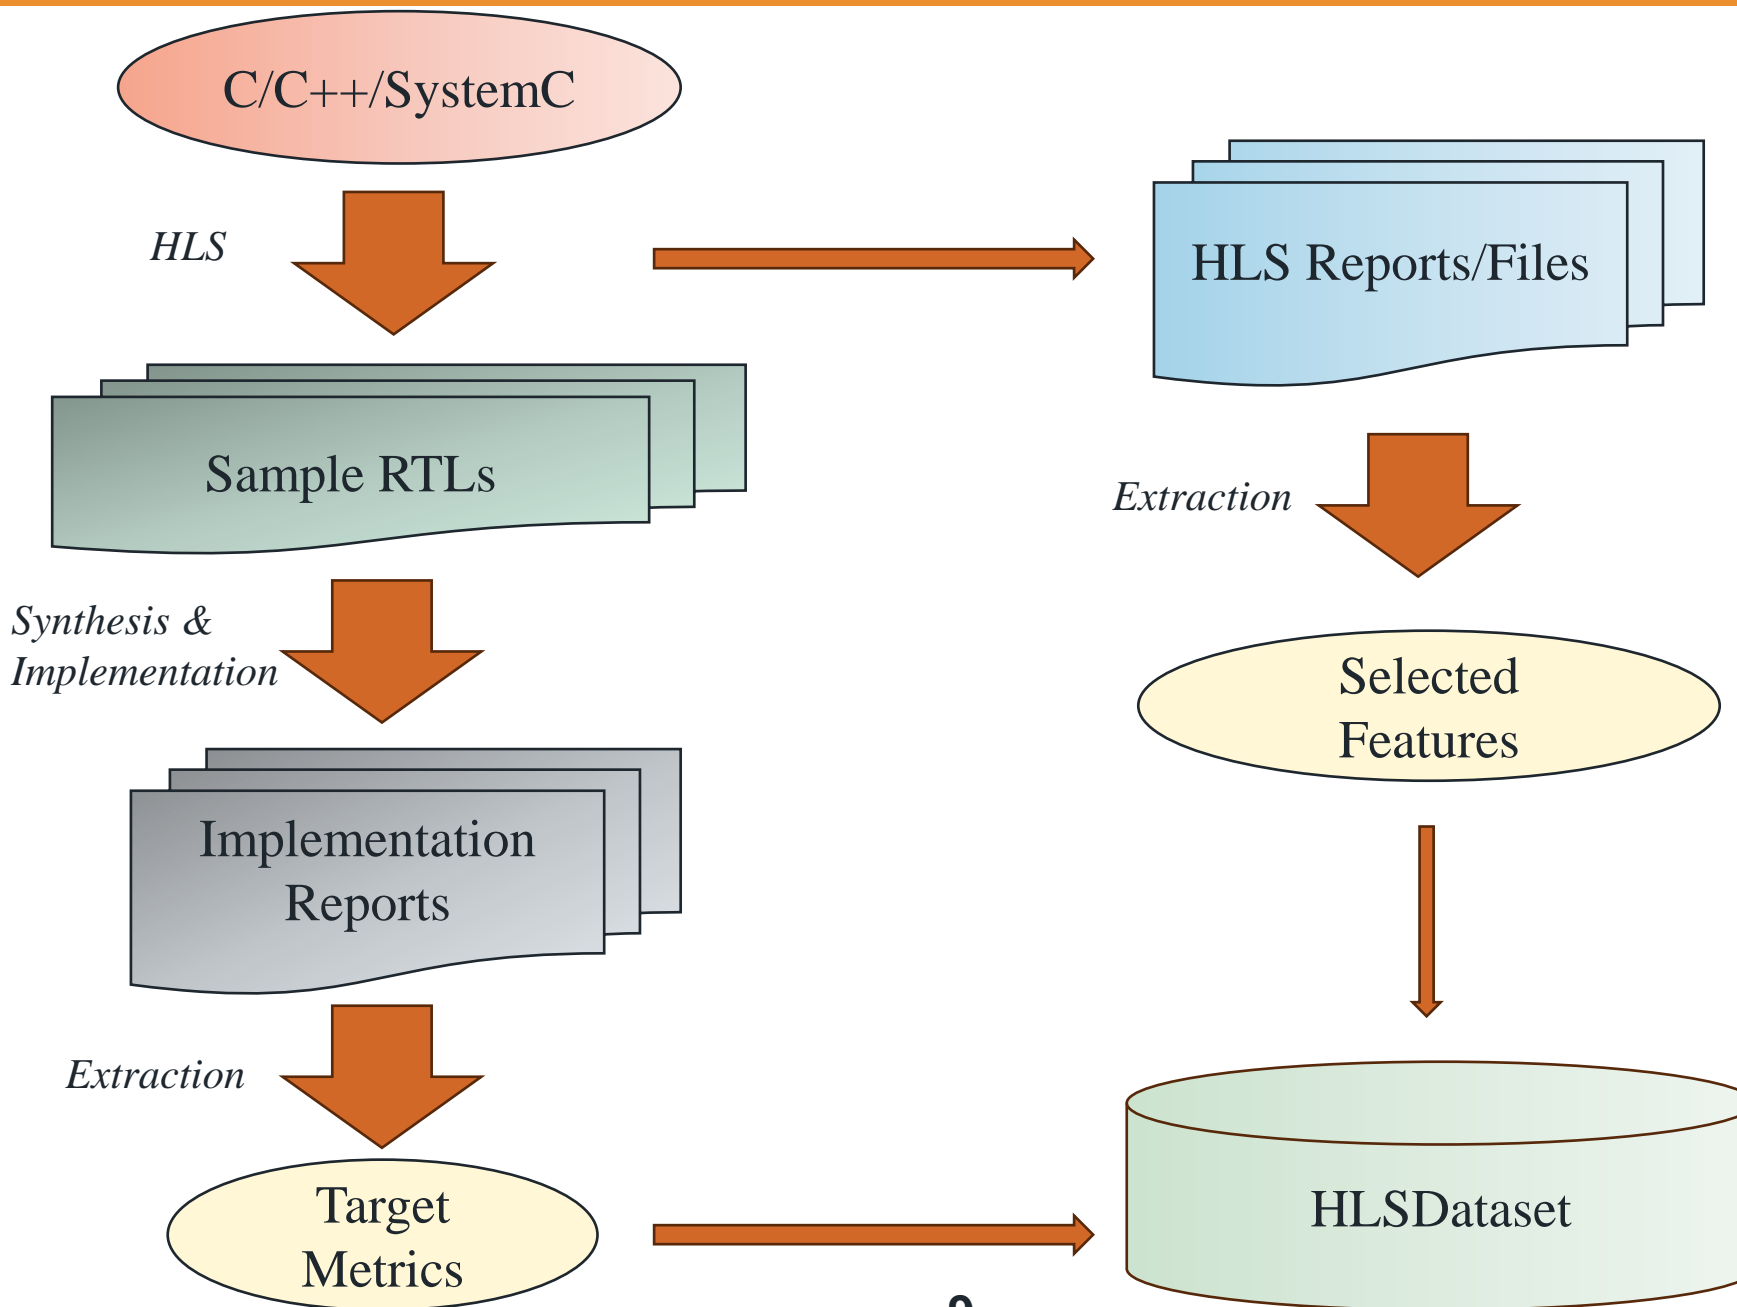 C/C++/SystemC
HLS
HLS Reports/Files
Sample RTLs
Extraction
Synthesis &
Implementation
Selected
Features
Implementation
Reports
Extraction
Target
Metrics
HLSDataset